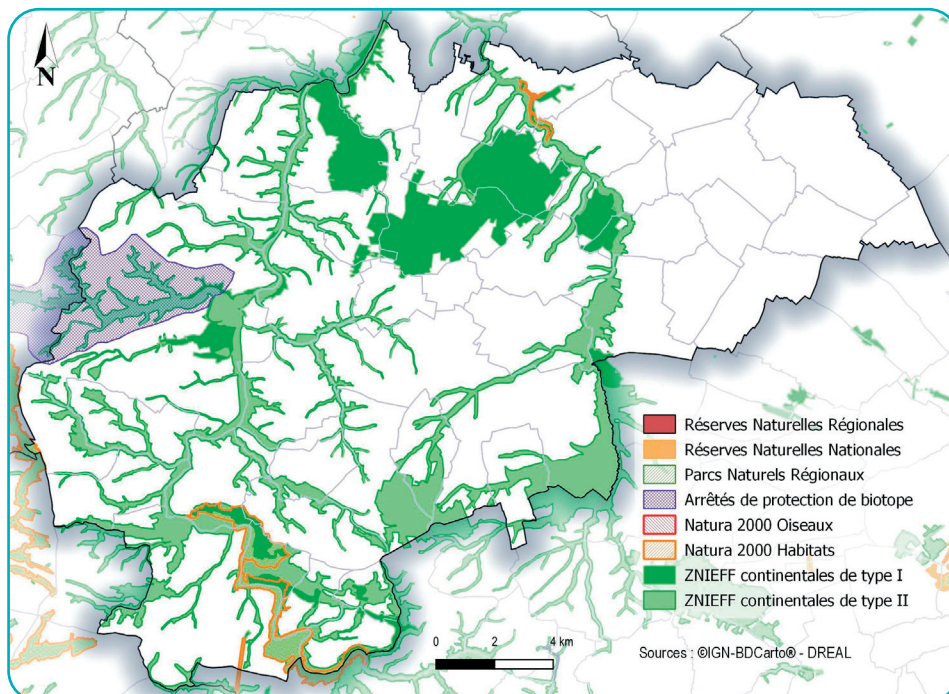 N
Réserves Naturelles Régionales
Réserves Naturelles Nationales
Parcs Naturels Régionaux
Arrêtés de protection de biotope
Natura 2000 Oiseaux
Natura 2000 Habitats
ZNIEFF continentales de type I
ZNIEFF continentales de type II
0 2 4 km
Sources : ©IGN-BDCarto® - DREAL